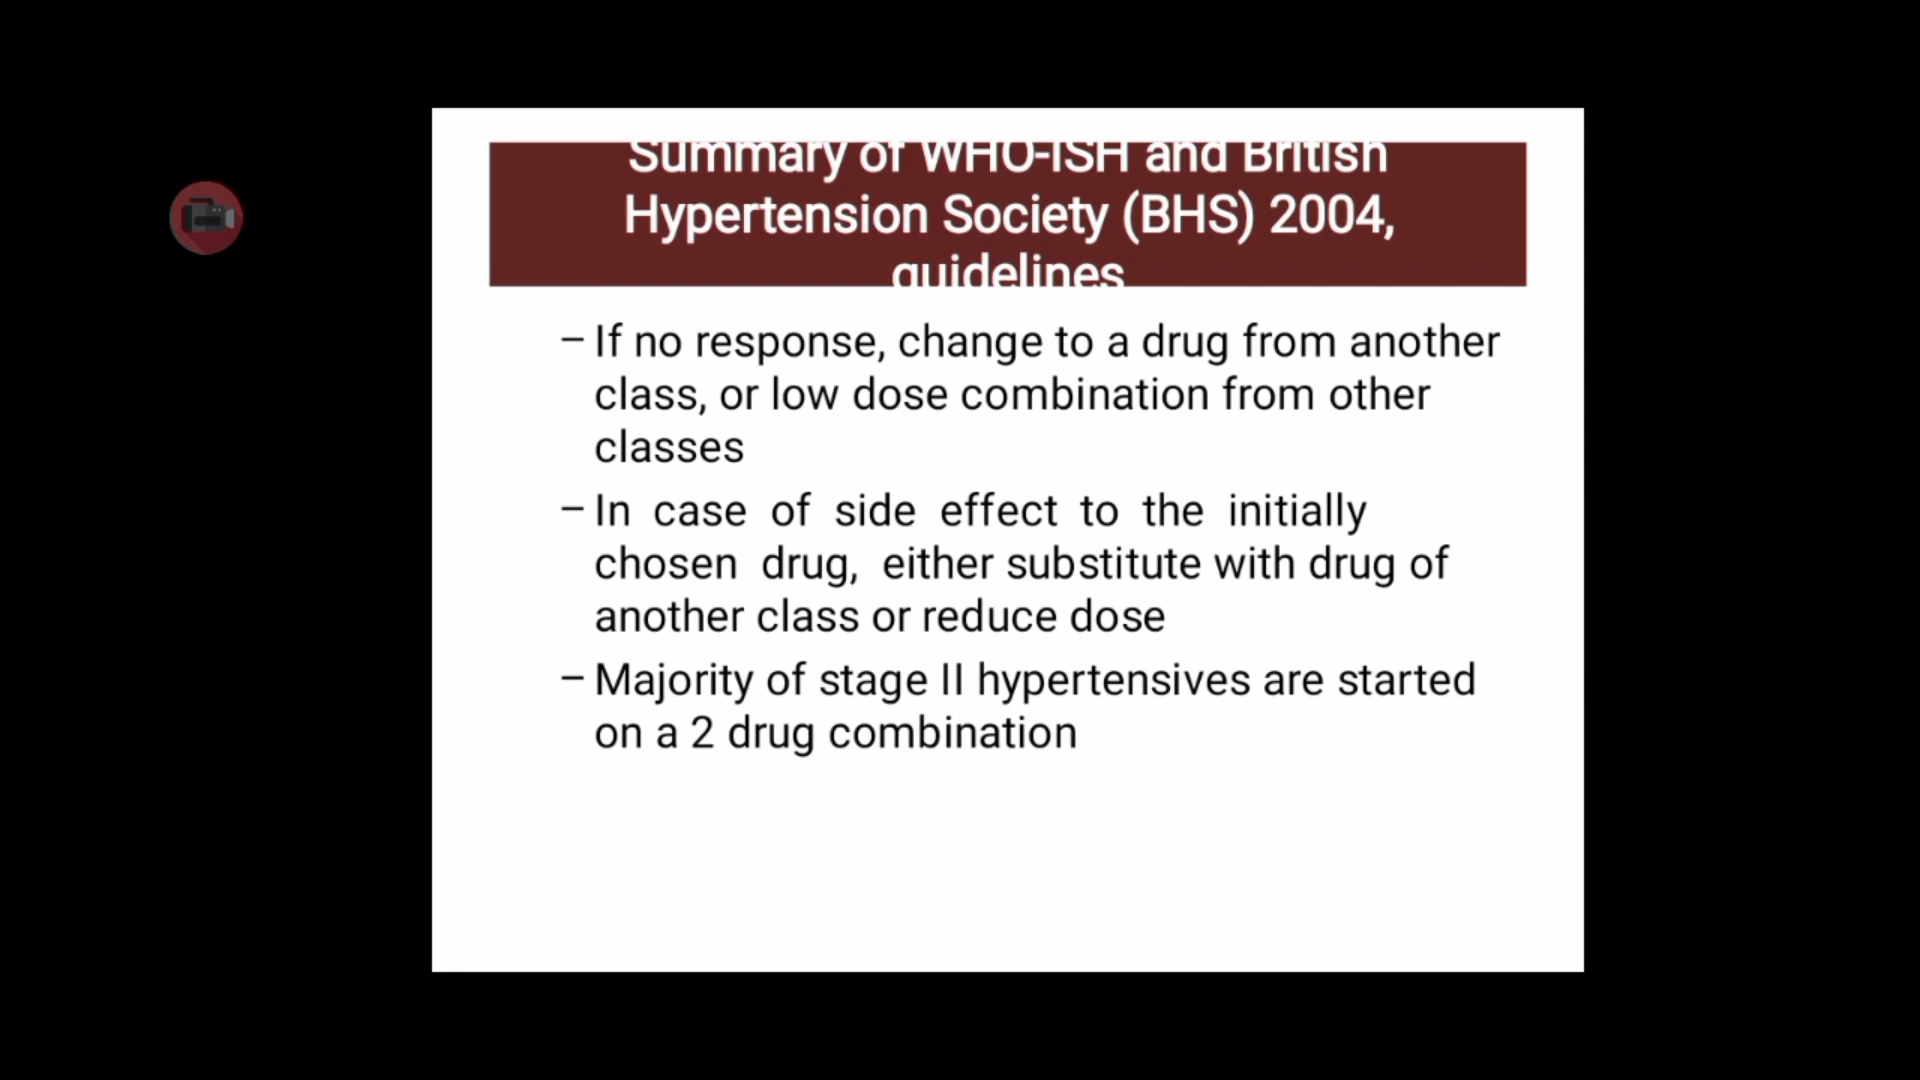 Summary of WHO-ISH and British
Hypertension Society (BHS) 2004,
guidelines
– If no response, change to a drug from another
class, or low dose combination from other
classes
– In case of side effect to the initially
chosen drug, either substitute with drug of
another class or reduce dose
– Majority of stage II hypertensives are started
on a 2 drug combination